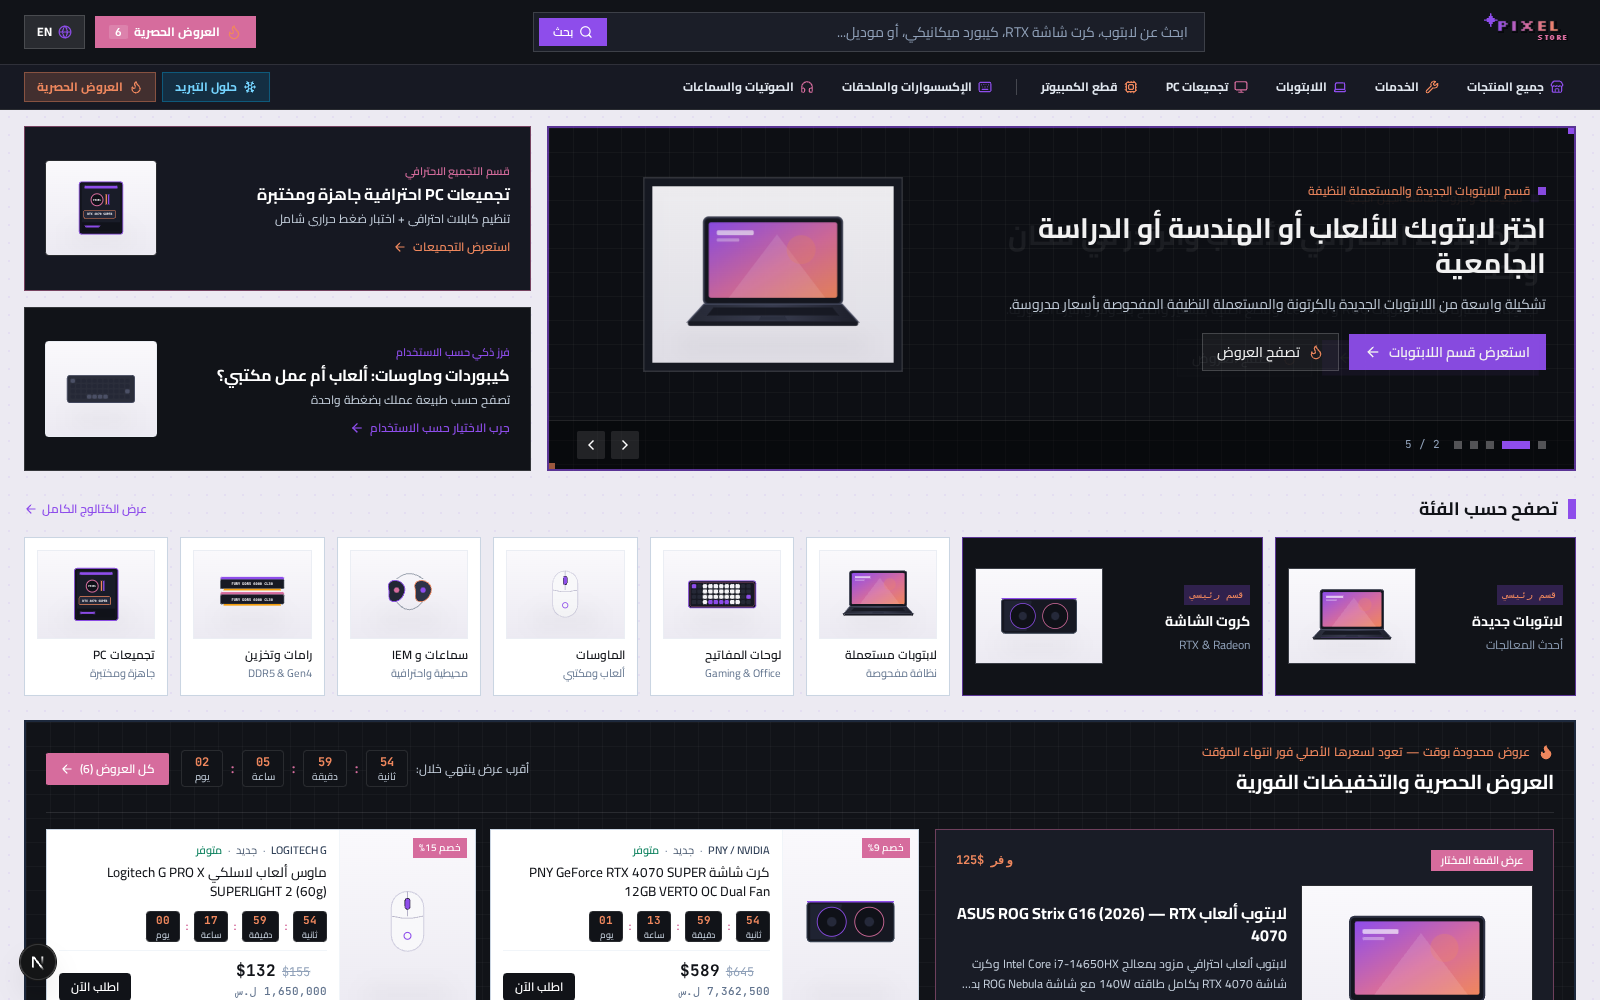 PIXEL
STORE
ابحث عن لابتوب، كرت شاشة RTX، كيبورد ميكانيكي، أو موديل...
بحث
العروض الحصرية 6
EN
جميع المنتجات
الخدمات
اللابتوبات
تجميعات PC
قطع الكمبيوتر
الإكسسوارات والملحقات
الصوتيات والسماعات
حلول التبريد
العروض الحصرية
قسم اللابتوبات الجديدة والمستعملة النظيفة
اختر لابتوبك للألعاب أو الهندسة أو الدراسة
الجامعية
تشكيلة واسعة من اللابتوبات الجديدة بالكرتونة والمستعملة النظيفة المفحوصة بأسعار مدروسة.
استعرض قسم اللابتوبات
تصفح العروض
2 / 5
قسم التجميع الاحترافي
تجميعات PC احترافية جاهزة ومختبرة
تنظيم كابلات احترافي + اختبار ضغط حراري شامل
استعرض التجميعات
فرز ذكي حسب الاستخدام
كيبوردات وماوسات: ألعاب أم عمل مكتبي؟
تصفح حسب طبيعة عملك بضغطة واحدة
جرب الاختيار حسب الاستخدام
تصفح حسب الفئة
عرض الكتالوج الكامل
قسم رئيسي
لابتوبات جديدة
أحدث المعالجات
قسم رئيسي
كروت الشاشة
RTX & Radeon
لابتوبات مستعملة
نظافة مفحوصة
لوحات المفاتيح
Gaming & Office
الماوسات
ألعاب ومكتبي
سماعات و IEM
محيطية واحترافية
رامات وتخزين
DDR5 & Gen4
تجميعات PC
جاهزة ومختبرة
عروض محدودة بوقت — تعود لسعرها الأصلي فور انتهاء المؤقت
العروض الحصرية والتخفيضات الفورية
أقرب عرض ينتهي خلال:
54 ثانية : 59 دقيقة : 05 ساعة : 02 يوم
كل العروض (6)
عرض القمة المختار
وفر $125
لابتوب ألعاب ASUS ROG Strix G16 (2026) — RTX
4070
لابتوب ألعاب احترافي مزود بمعالج Intel Core i7-14650HX وكرت
شاشة RTX 4070 بكامل طاقته 140W مع شاشة ROG Nebula بد...
خصم 9%
PNY / NVIDIA · جديد · متوفر
كرت شاشة PNY GeForce RTX 4070 SUPER
12GB VERTO OC Dual Fan
54 ثانية : 59 دقيقة : 13 ساعة : 01 يوم
$645 $589
7,362,500 ل.س
اطلب الآن
خصم 15%
LOGITECH G · جديد · متوفر
ماوس ألعاب لاسلكي Logitech G PRO X
SUPERLIGHT 2 (60g)
54 ثانية : 59 دقيقة : 17 ساعة : 00 يوم
$155 $132
1,650,000 ل.س
اطلب الآن
N